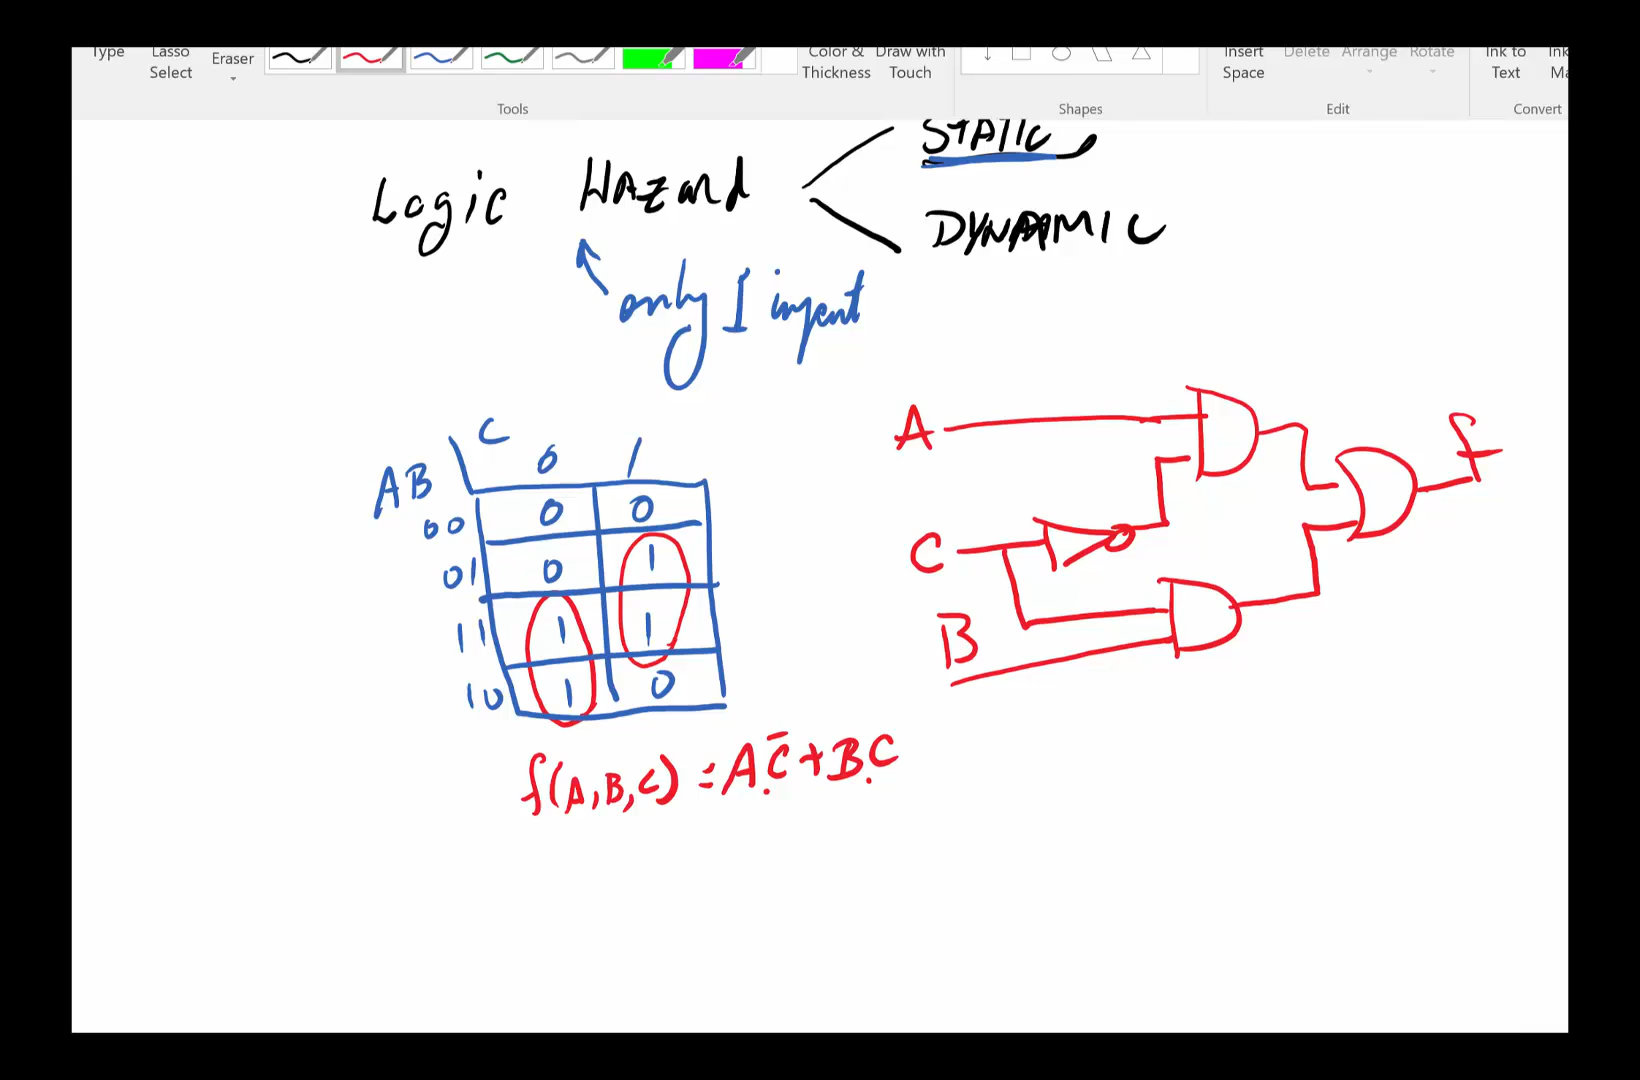 Type Lasso Select Eraser Color & Thickness Draw with Touch Insert Space Delete Arrange Rotate Ink to Text
Tools Shapes Edit Convert
STATIC
Logic Hazard
DYNAMIC
only 1 input
C
AB 0 1
00 0 0
01 0 1
11 1 1
10 1 0
f(A,B,C) = A.C̅ + B.C
A
f
C
B